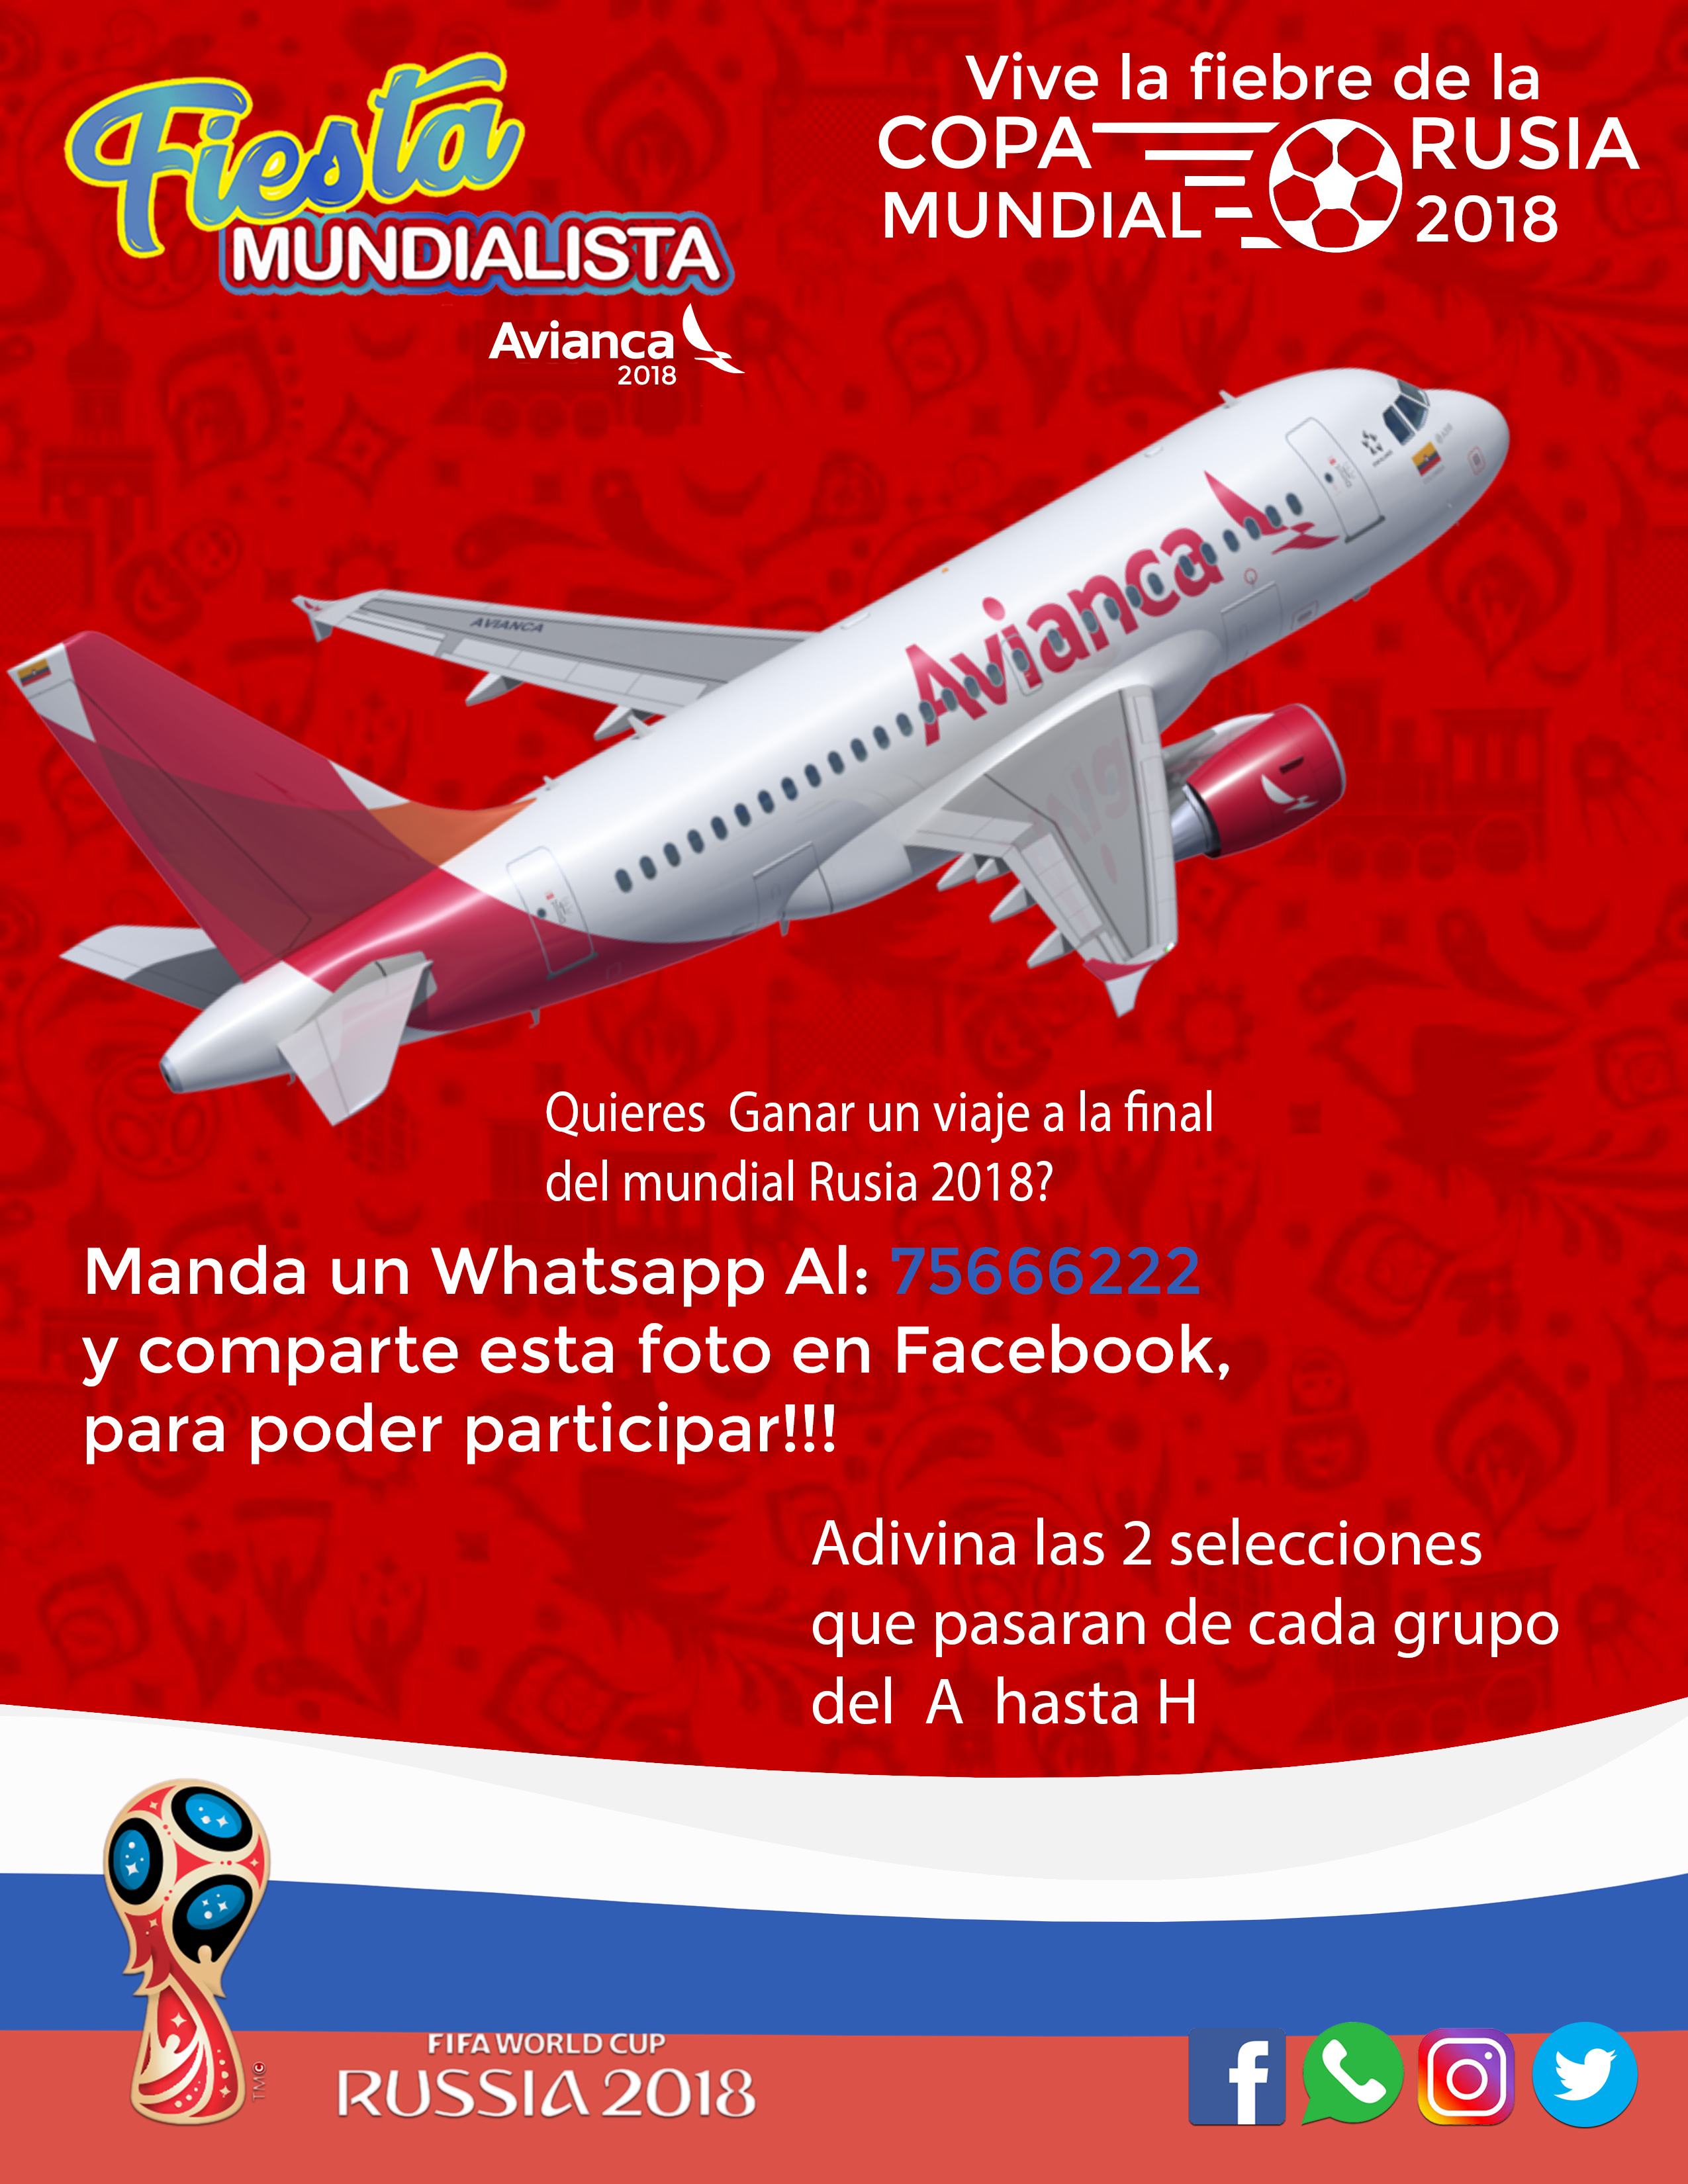 Fiesta
MUNDIALISTA
Avianca
2018
Vive la fiebre de la
COPA RUSIA
MUNDIAL 2018
AVIANCA
Avianca
Quieres Ganar un viaje a la final
del mundial Rusia 2018?
Manda un Whatsapp Al: 75666222
y comparte esta foto en Facebook,
para poder participar!!!
Adivina las 2 selecciones
que pasaran de cada grupo
del A hasta H
TMC
FIFA WORLD CUP
RUSSIA 2018